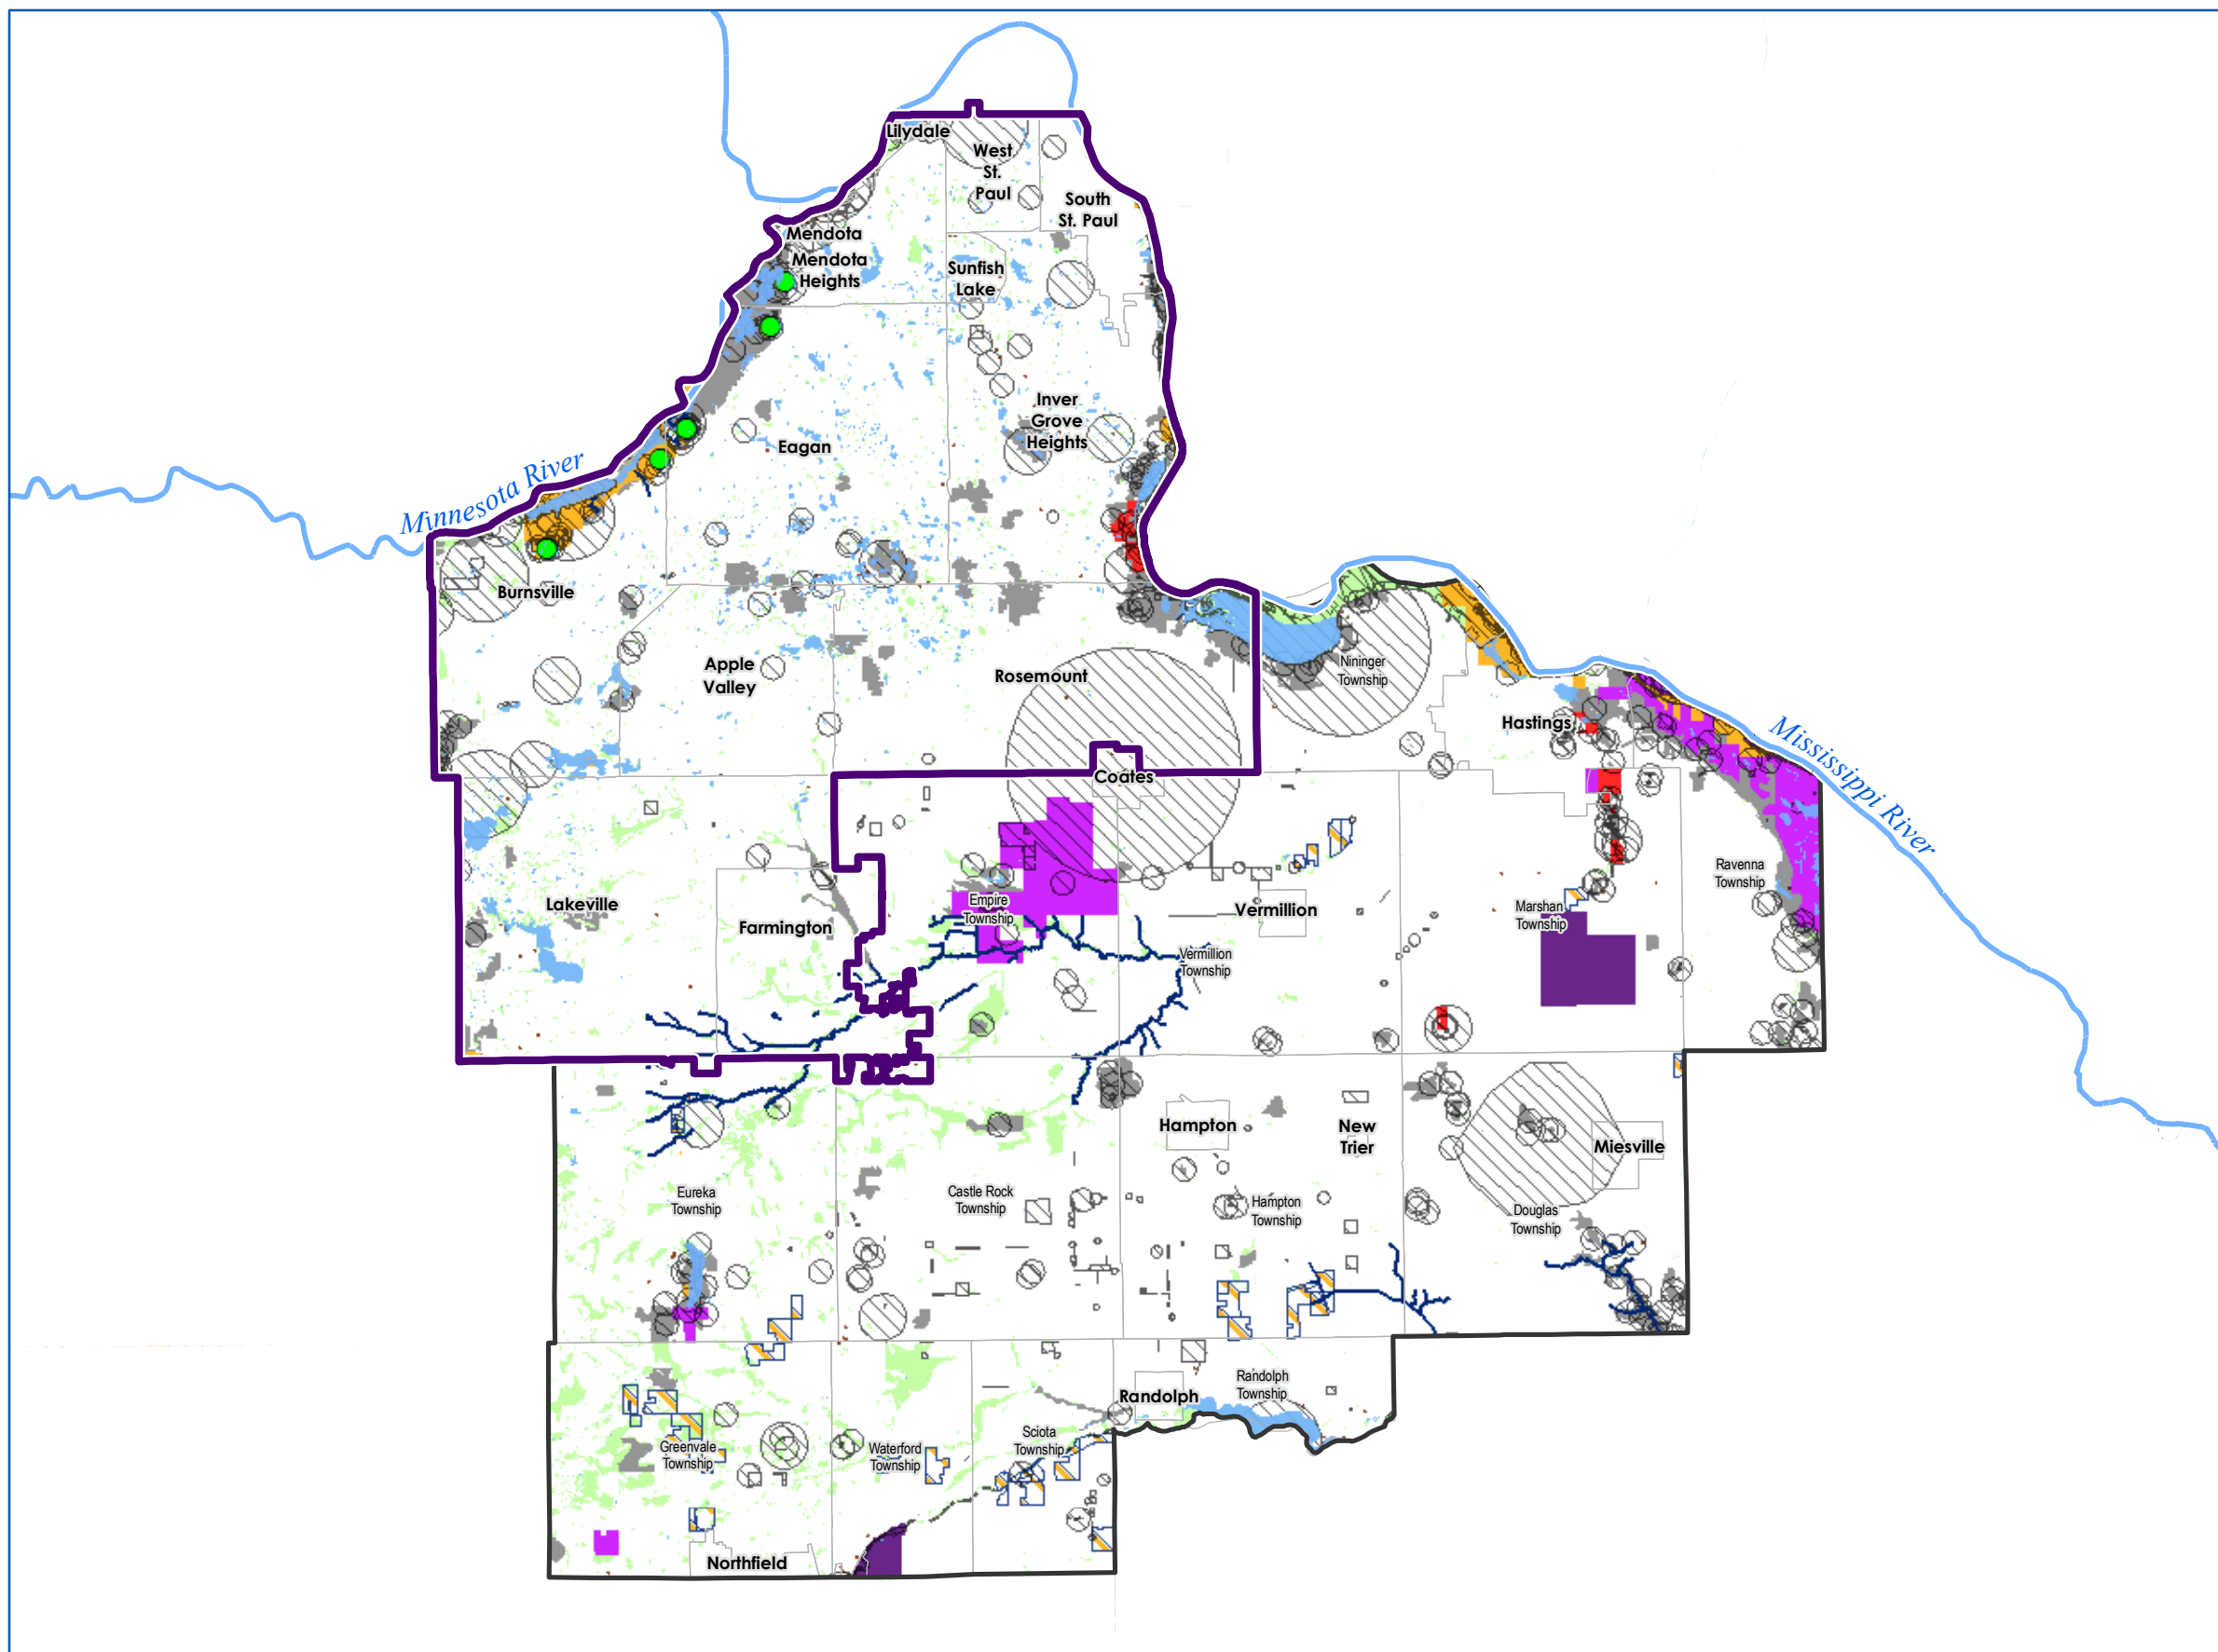 Lilydale
West
St.
Paul
South
St. Paul
Mendota
Mendota
Heights
Sunfish
Lake
Inver
Grove
Heights
Eagan
Minnesota River
Burnsville
Apple
Valley
Rosemount
Nininger
Township
Hastings
Mississippi River
Coates
Ravenna
Township
Lakeville
Farmington
Empire
Township
Vermillion
Marshan
Township
Vermillion
Township
Hampton
New
Trier
Miesville
Eureka
Township
Castle Rock
Township
Hampton
Township
Douglas
Township
Randolph
Randolph
Township
Greenvale
Township
Waterford
Township
Sciota
Township
Northfield